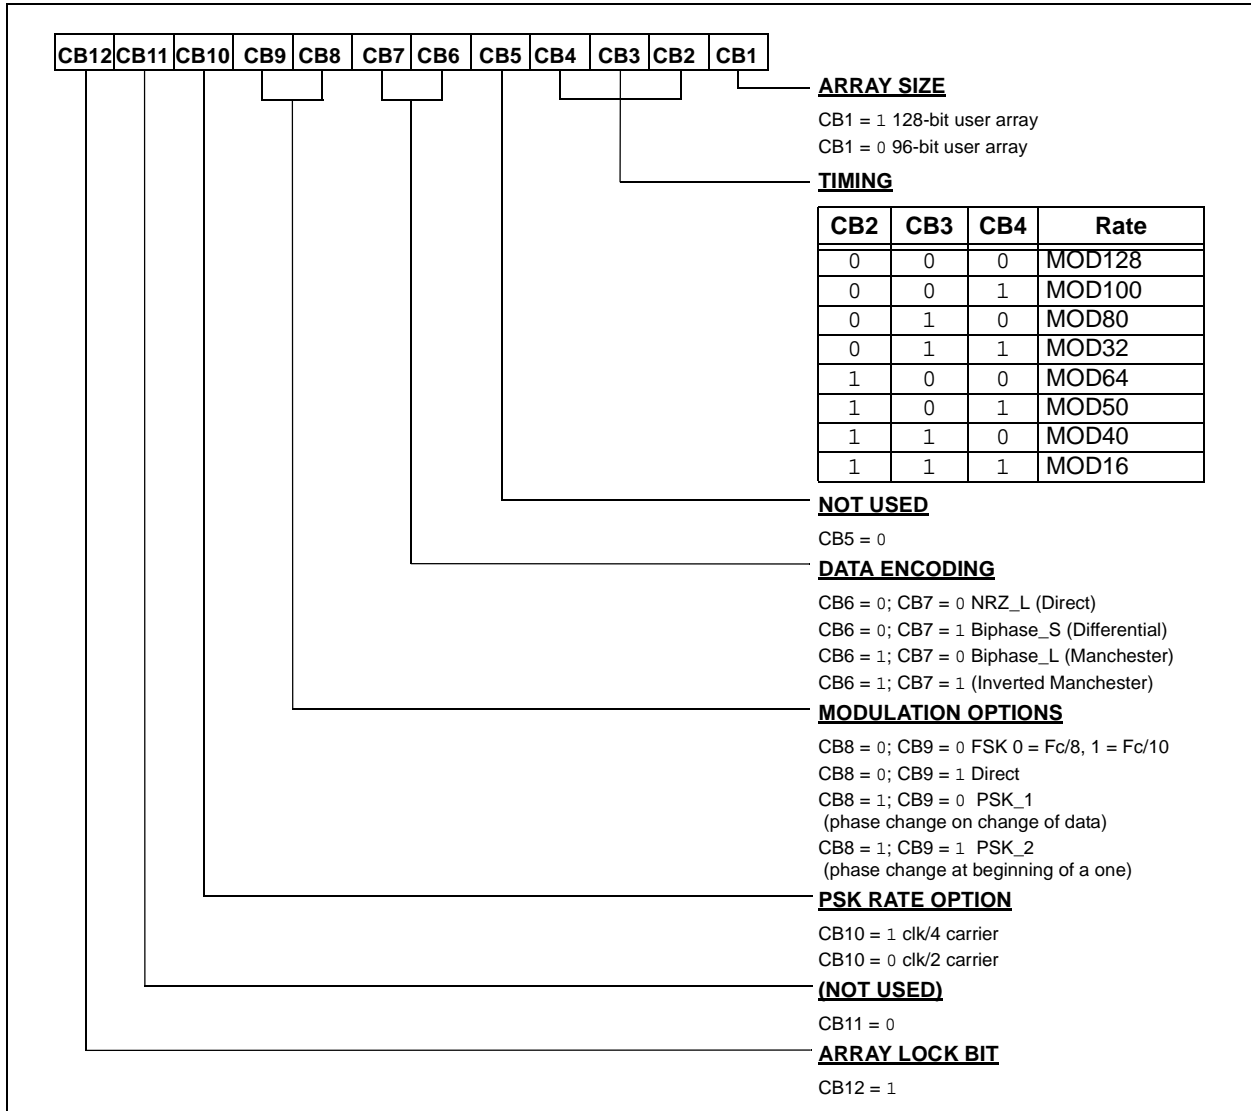 CB12 CB11 CB10 CB9 CB8 CB7 CB6 CB5 CB4 CB3 CB2 CB1
ARRAY SIZE
CB1 = 1 128-bit user array
CB1 = 0 96-bit user array
TIMING
CB2 CB3 CB4 Rate
0 0 0 MOD128
0 0 1 MOD100
0 1 0 MOD80
0 1 1 MOD32
1 0 0 MOD64
1 0 1 MOD50
1 1 0 MOD40
1 1 1 MOD16
NOT USED
CB5 = 0
DATA ENCODING
CB6 = 0; CB7 = 0 NRZ_L (Direct)
CB6 = 0; CB7 = 1 Biphase_S (Differential)
CB6 = 1; CB7 = 0 Biphase_L (Manchester)
CB6 = 1; CB7 = 1 (Inverted Manchester)
MODULATION OPTIONS
CB8 = 0; CB9 = 0 FSK 0 = Fc/8, 1 = Fc/10
CB8 = 0; CB9 = 1 Direct
CB8 = 1; CB9 = 0 PSK_1
(phase change on change of data)
CB8 = 1; CB9 = 1 PSK_2
(phase change at beginning of a one)
PSK RATE OPTION
CB10 = 1 clk/4 carrier
CB10 = 0 clk/2 carrier
(NOT USED)
CB11 = 0
ARRAY LOCK BIT
CB12 = 1